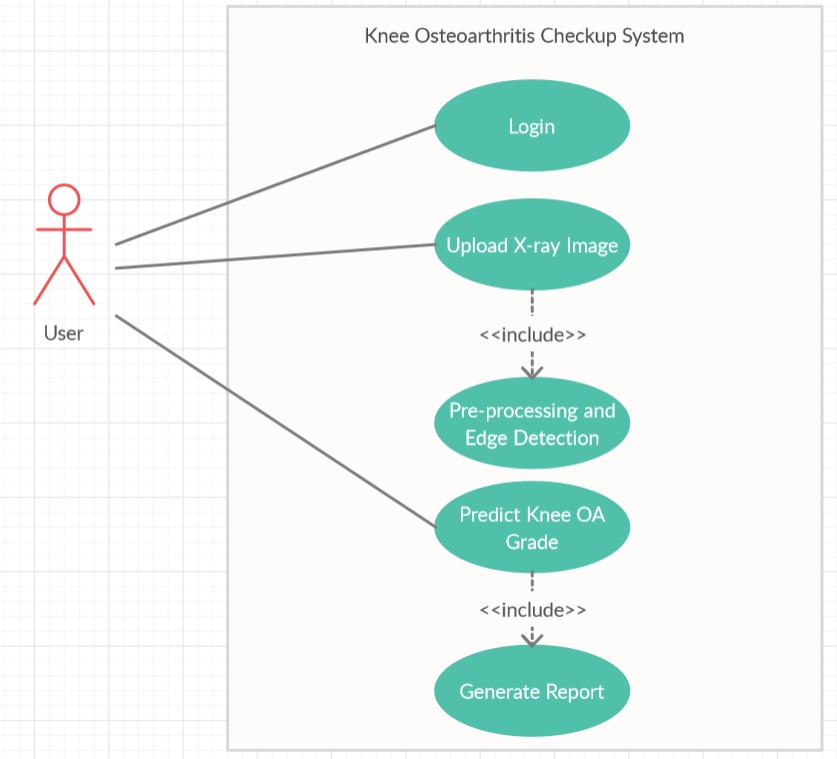 Knee Osteoarthritis Checkup System
Login
Upload X-ray Image
User
<<include>>
Pre-processing and
Edge Detection
Predict Knee OA
Grade
<<include>>
Generate Report